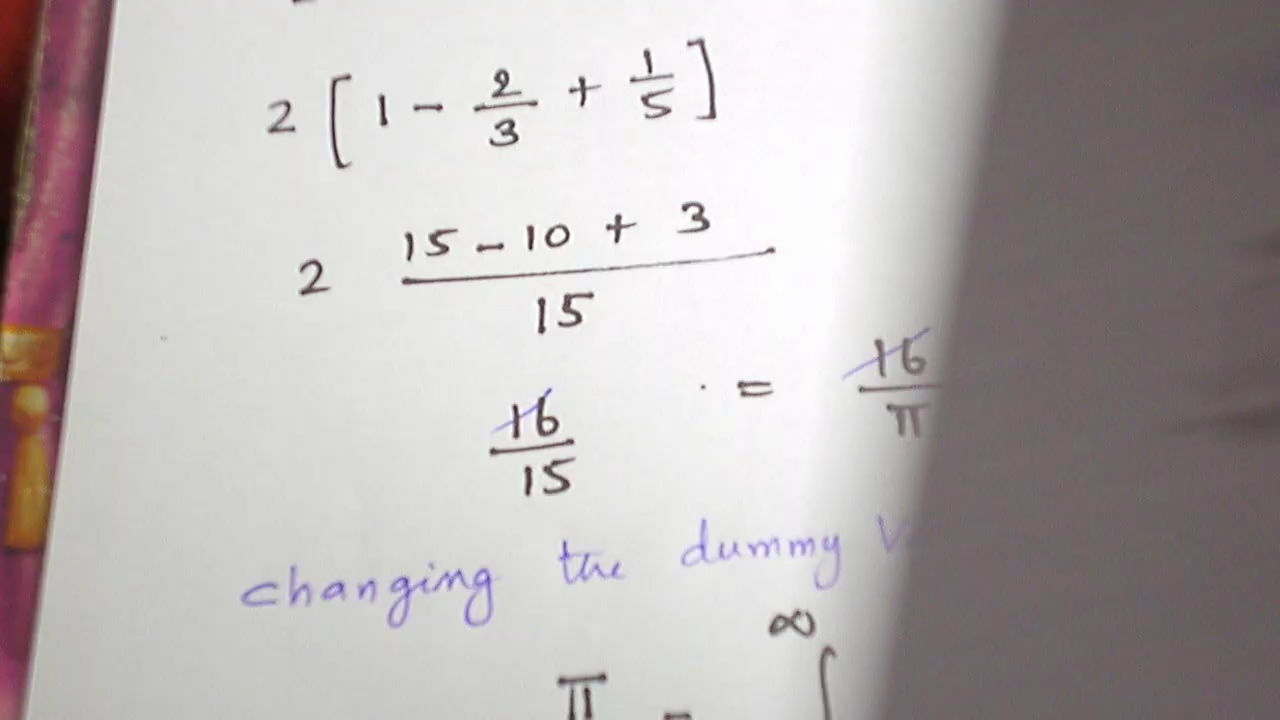 2 [ 1 - 2/3 + 1/5 ]
2 (15 - 10 + 3)/15
16/15 = 16/π
changing the dummy
π = ∞ ∫